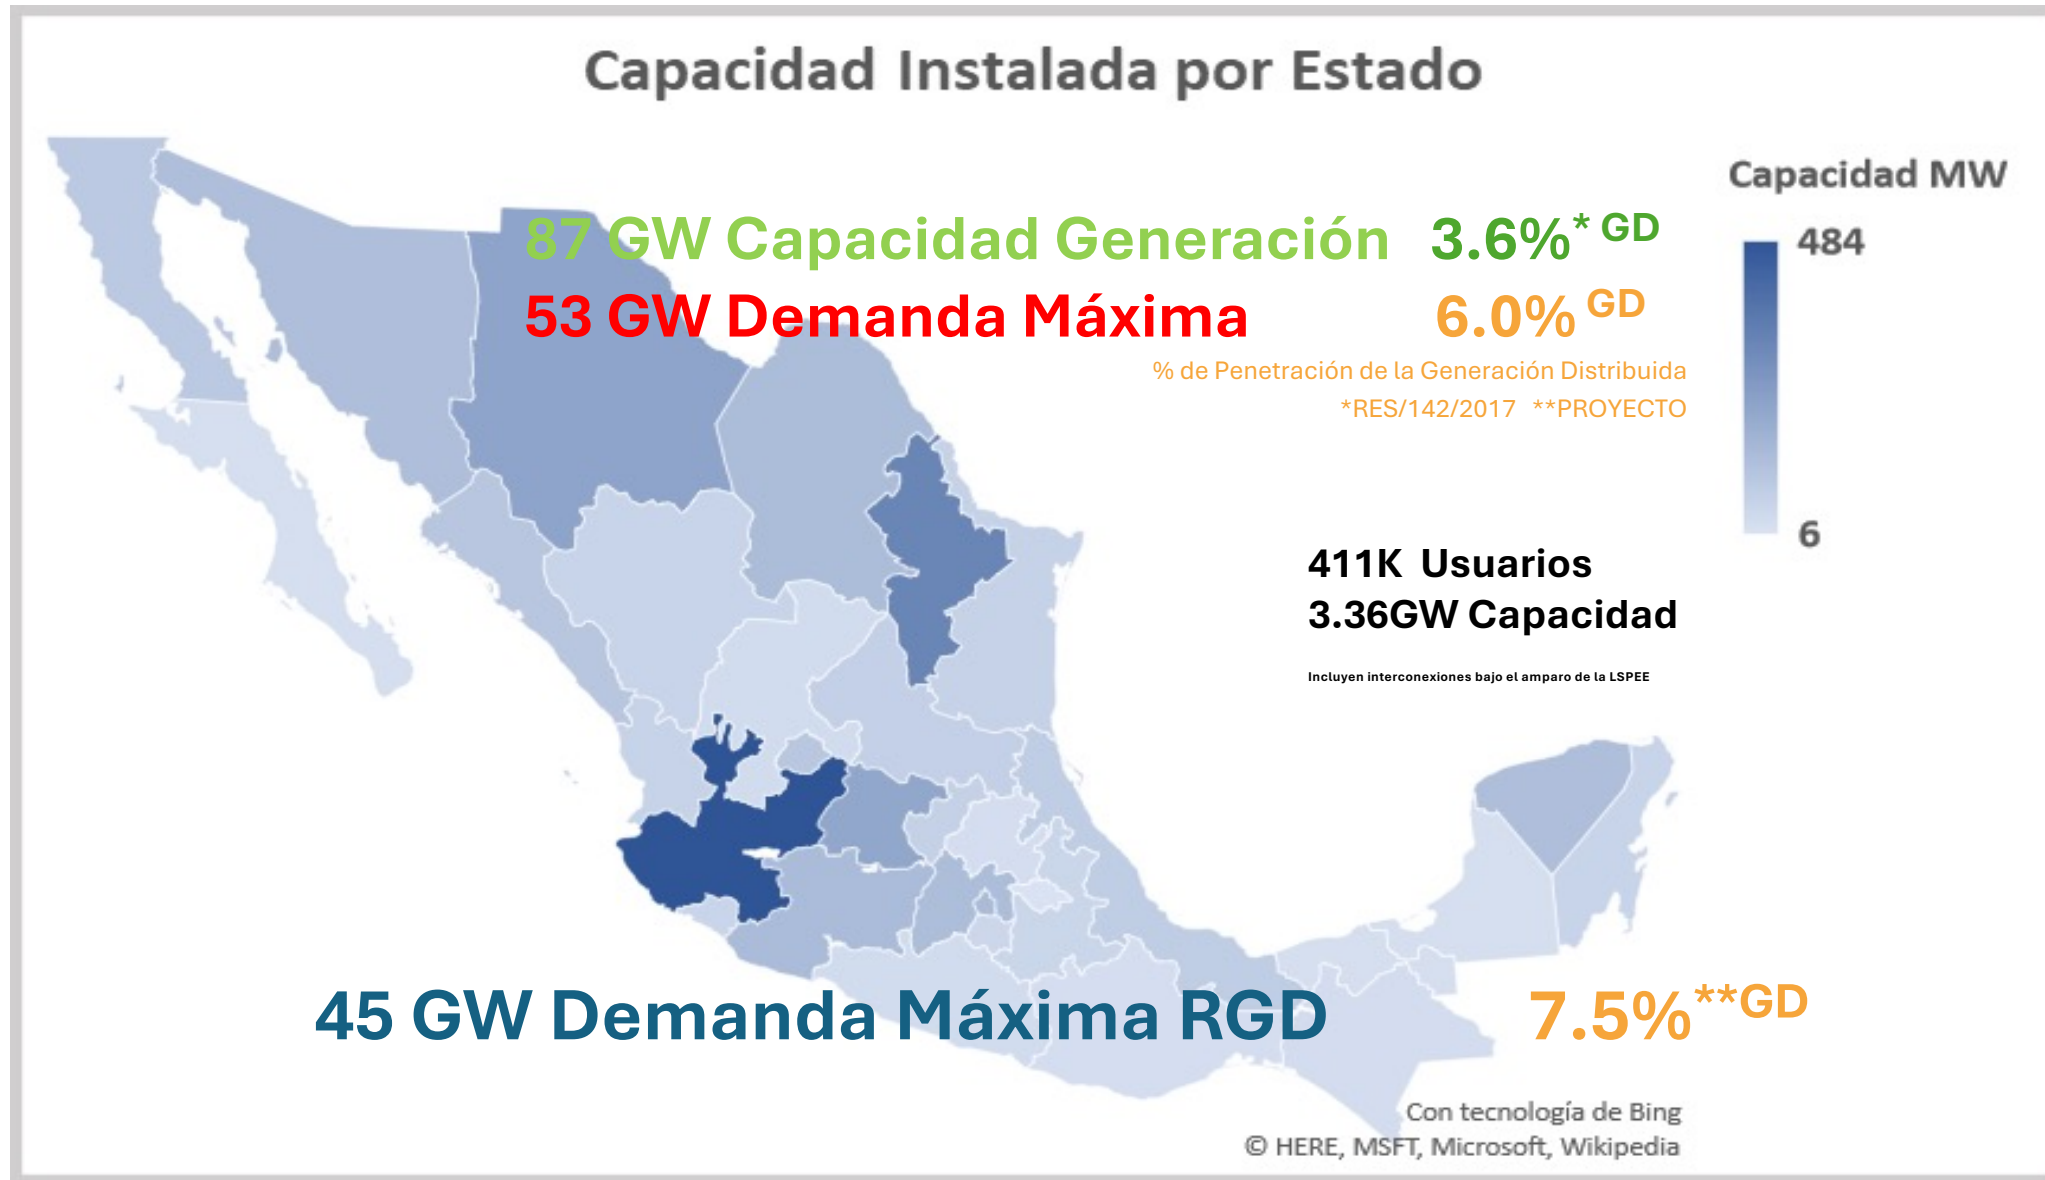 Capacidad Instalada por Estado
Capacidad MW
484
6
87 GW Capacidad Generación 3.6%* GD
53 GW Demanda Máxima 6.0% GD
% de Penetración de la Generación Distribuida
*RES/142/2017 **PROYECTO
411K Usuarios
3.36GW Capacidad
Incluyen interconexiones bajo el amparo de la LSPEE
45 GW Demanda Máxima RGD 7.5%**GD
Con tecnología de Bing
© HERE, MSFT, Microsoft, Wikipedia